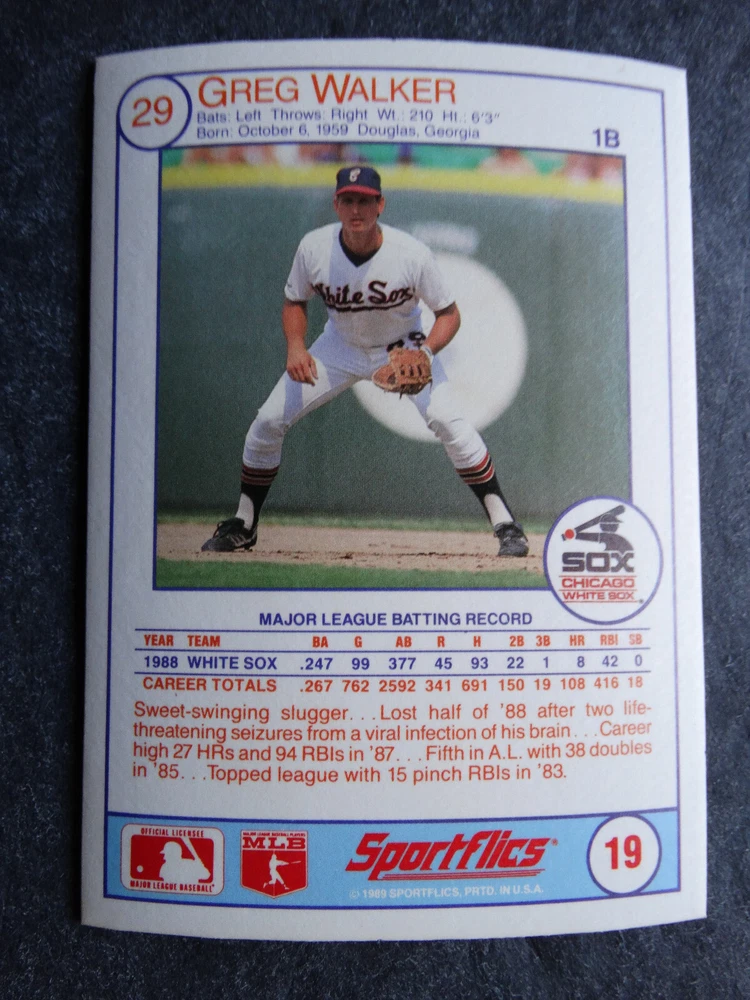 29
GREG WALKER
Bats: Left Throws: Right Wt.: 210 Ht.: 6'3"
Born: October 6, 1959 Douglas, Georgia
1B
C
White Sox
29
SOX
CHICAGO
WHITE SOX
MAJOR LEAGUE BATTING RECORD
YEAR TEAM BA G AB R H 2B 3B HR RBI SB
1988 WHITE SOX .247 99 377 45 93 22 1 8 42 0
CAREER TOTALS .267 762 2592 341 691 150 19 108 416 18
Sweet-swinging slugger...Lost half of '88 after two life-
threatening seizures from a viral infection of his brain...Career
high 27 HRs and 94 RBIs in '87...Fifth in A.L. with 38 doubles
in '85...Topped league with 15 pinch RBIs in '83.
OFFICIAL LICENSEE
MAJOR LEAGUE BASEBALL
MAJOR LEAGUE BASEBALL PLAYERS
MLB
Sportflics®
© 1989 SPORTFLICS, PRTD. IN U.S.A.
19